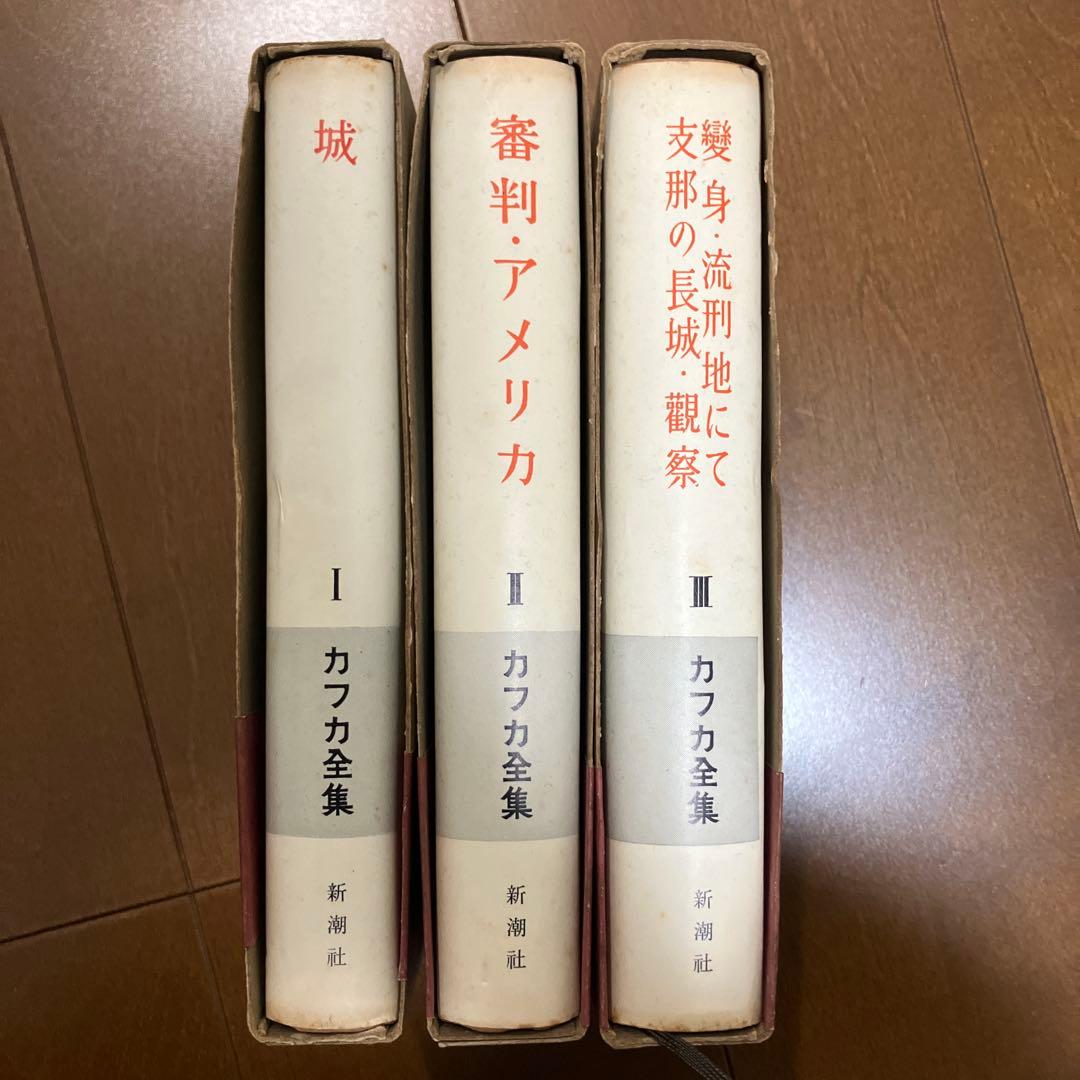 城
I
カフカ全集
新潮社
審判・アメリカ
II
カフカ全集
新潮社
變身・流刑地にて
支那の長城・觀察
III
カフカ全集
新潮社